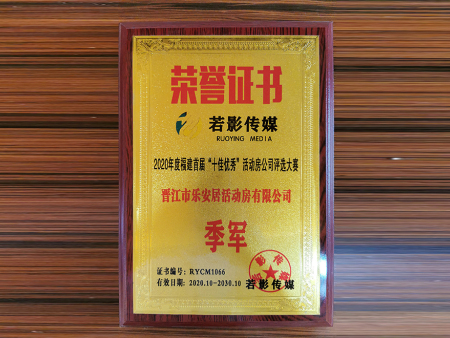 荣誉证书
若影传媒
RUOYING MEDIA
2020年度福建首届“十佳优秀”活动房公司评选大赛
晋江市乐安居活动房有限公司
季军
证书编号：RYCM1066
有效日期：2020.10-2030.10
若影传媒